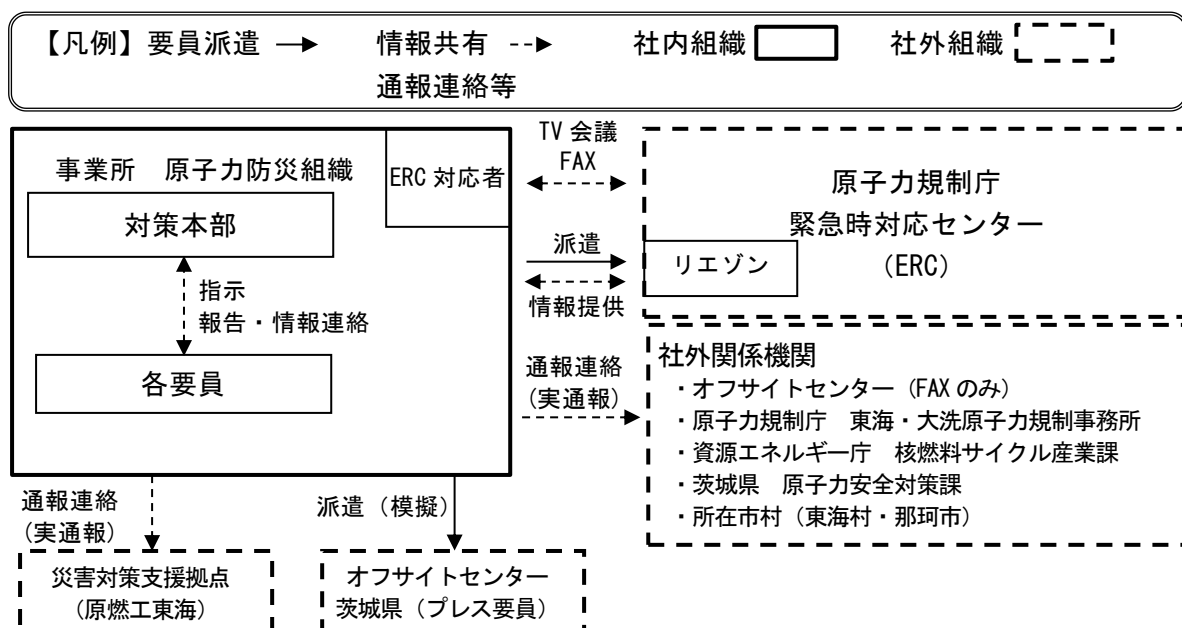 【凡例】要員派遣 情報共有 社内組織 社外組織
通報連絡等
事業所 原子力防災組織
ERC 対応者
対策本部
指示
報告・情報連絡
各要員
TV 会議
FAX
派遣
情報提供
原子力規制庁
緊急時対応センター
(ERC)
リエゾン
通報連絡
(実通報)
社外関係機関
・オフサイトセンター (FAX のみ)
・原子力規制庁 東海・大洗原子力規制事務所
・資源エネルギー庁 核燃料サイクル産業課
・茨城県 原子力安全対策課
・所在市村 (東海村・那珂市)
通報連絡
(実通報)
派遣 (模擬)
災害対策支援拠点
(原燃工東海)
オフサイトセンター
茨城県 (プレス要員)